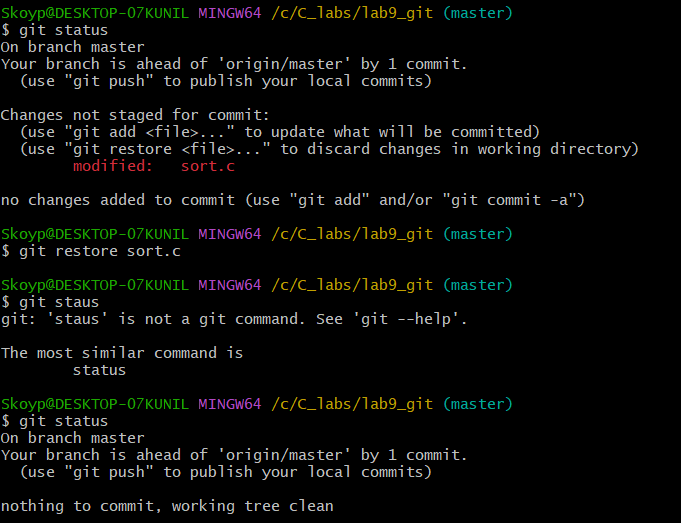 Skoyp@DESKTOP-O7KUNIL MINGW64 /c/C_labs/lab9_git (master)
$ git status
On branch master
Your branch is ahead of 'origin/master' by 1 commit.
  (use "git push" to publish your local commits)

Changes not staged for commit:
  (use "git add <file>..." to update what will be committed)
  (use "git restore <file>..." to discard changes in working directory)
        modified:   sort.c

no changes added to commit (use "git add" and/or "git commit -a")

Skoyp@DESKTOP-O7KUNIL MINGW64 /c/C_labs/lab9_git (master)
$ git restore sort.c

Skoyp@DESKTOP-O7KUNIL MINGW64 /c/C_labs/lab9_git (master)
$ git staus
git: 'staus' is not a git command. See 'git --help'.

The most similar command is
        status

Skoyp@DESKTOP-O7KUNIL MINGW64 /c/C_labs/lab9_git (master)
$ git status
On branch master
Your branch is ahead of 'origin/master' by 1 commit.
  (use "git push" to publish your local commits)

nothing to commit, working tree clean